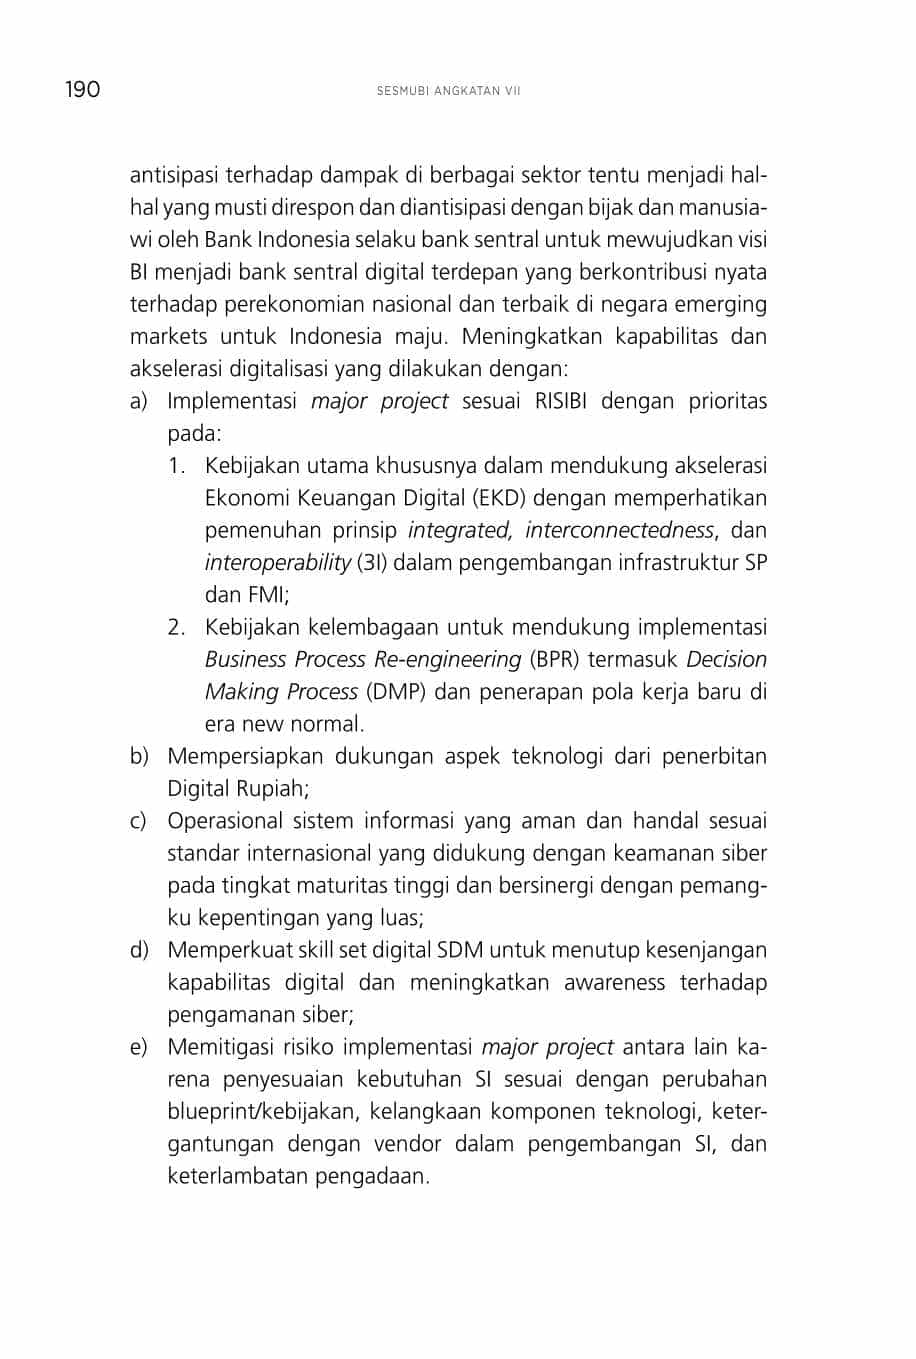 190
SESMUBI ANGKATAN VII
antisipasi terhadap dampak di berbagai sektor tentu menjadi hal-
hal yang musti direspon dan diantisipasi dengan bijak dan manusia-
wi oleh Bank Indonesia selaku bank sentral untuk mewujudkan visi
BI menjadi bank sentral digital terdepan yang berkontribusi nyata
terhadap perekonomian nasional dan terbaik di negara emerging
markets untuk Indonesia maju. Meningkatkan kapabilitas dan
akselerasi digitalisasi yang dilakukan dengan:
a) Implementasi major project sesuai RISIBI dengan prioritas
pada:
1. Kebijakan utama khususnya dalam mendukung akselerasi
Ekonomi Keuangan Digital (EKD) dengan memperhatikan
pemenuhan prinsip integrated, interconnectedness, dan
interoperability (3I) dalam pengembangan infrastruktur SP
dan FMI;
2. Kebijakan kelembagaan untuk mendukung implementasi
Business Process Re-engineering (BPR) termasuk Decision
Making Process (DMP) dan penerapan pola kerja baru di
era new normal.
b) Mempersiapkan dukungan aspek teknologi dari penerbitan
Digital Rupiah;
c) Operasional sistem informasi yang aman dan handal sesuai
standar internasional yang didukung dengan keamanan siber
pada tingkat maturitas tinggi dan bersinergi dengan pemang-
ku kepentingan yang luas;
d) Memperkuat skill set digital SDM untuk menutup kesenjangan
kapabilitas digital dan meningkatkan awareness terhadap
pengamanan siber;
e) Memitigasi risiko implementasi major project antara lain ka-
rena penyesuaian kebutuhan SI sesuai dengan perubahan
blueprint/kebijakan, kelangkaan komponen teknologi, keter-
gantungan dengan vendor dalam pengembangan SI, dan
keterlambatan pengadaan.